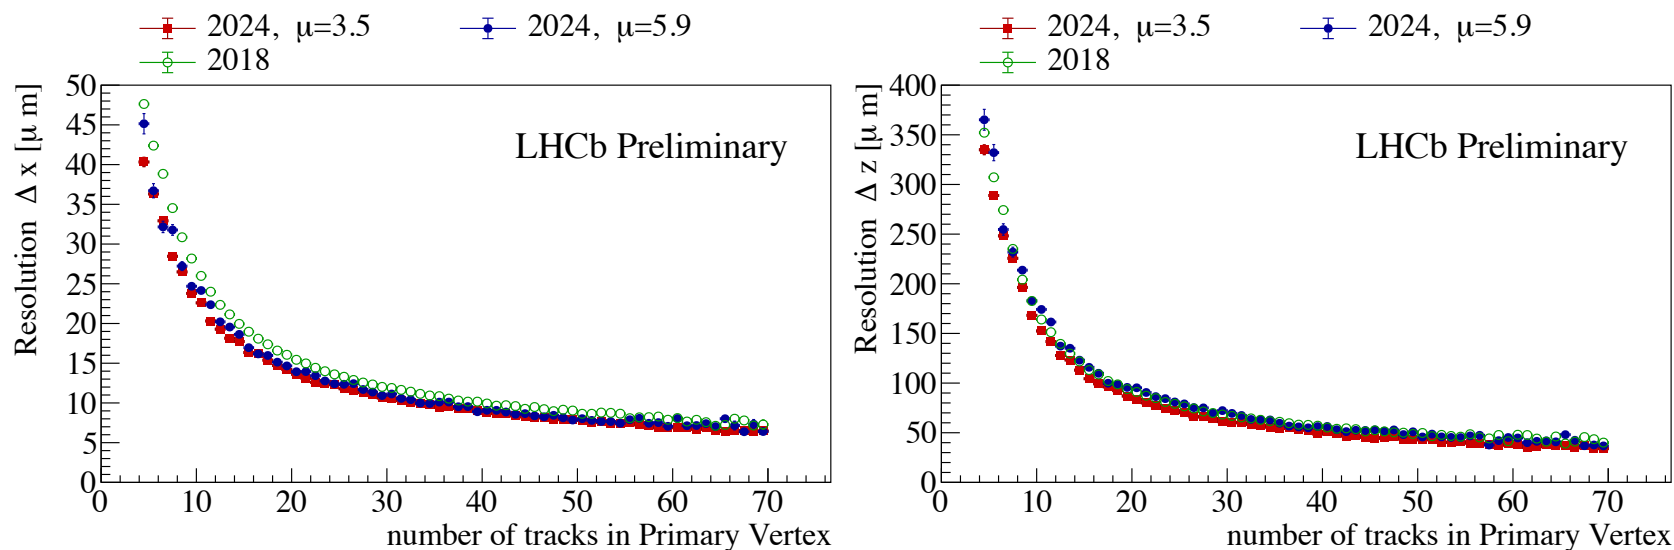 2024, μ=3.5
2024, μ=5.9
2018
LHCb Preliminary
Resolution Δ x [μ m]
50
45
40
35
30
25
20
15
10
5
0
0 10 20 30 40 50 60 70
number of tracks in Primary Vertex
2024, μ=3.5
2024, μ=5.9
2018
LHCb Preliminary
Resolution Δ z [μ m]
400
350
300
250
200
150
100
50
0
0 10 20 30 40 50 60 70
number of tracks in Primary Vertex